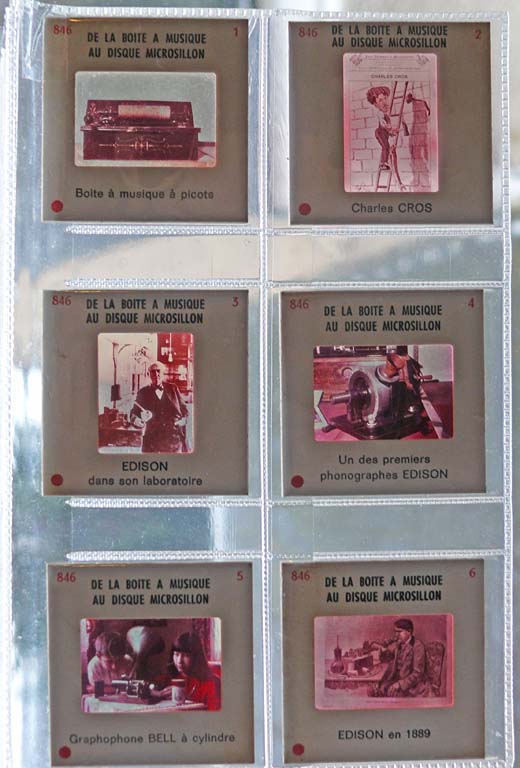 846 1
DE LA BOITE A MUSIQUE
AU DISQUE MICROSILLON
Boite à musique à picots
846 2
DE LA BOITE A MUSIQUE
AU DISQUE MICROSILLON
CHARLES CROS
Charles CROS
846 3
DE LA BOITE A MUSIQUE
AU DISQUE MICROSILLON
EDISON
dans son laboratoire
846 4
DE LA BOITE A MUSIQUE
AU DISQUE MICROSILLON
Un des premiers
phonographes EDISON
846 5
DE LA BOITE A MUSIQUE
AU DISQUE MICROSILLON
Graphophone BELL à cylindre
846 6
DE LA BOITE A MUSIQUE
AU DISQUE MICROSILLON
EDISON en 1889